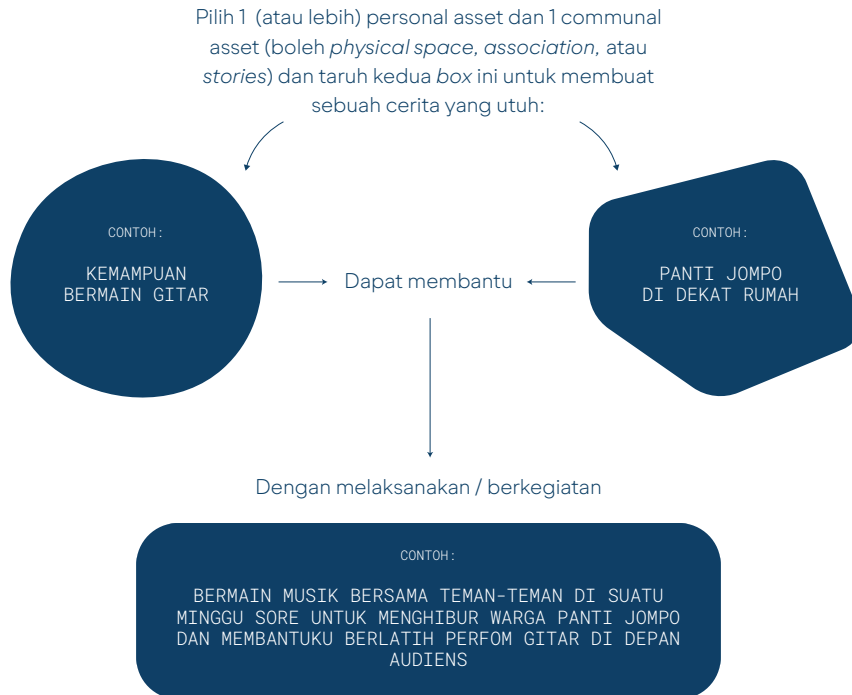 Pilih 1 (atau lebih) personal asset dan 1 communal
asset (boleh physical space, association, atau
stories) dan taruh kedua box ini untuk membuat
sebuah cerita yang utuh:
CONTOH:
KEMAMPUAN
BERMAIN GITAR
Dapat membantu
CONTOH:
PANTI JOMPO
DI DEKAT RUMAH
Dengan melaksanakan / berkegiatan
CONTOH:
BERMAIN MUSIK BERSAMA TEMAN-TEMAN DI SUATU
MINGGU SORE UNTUK MENGHIBUR WARGA PANTI JOMPO
DAN MEMBANTUKU BERLATIH PERFOM GITAR DI DEPAN
AUDIENS